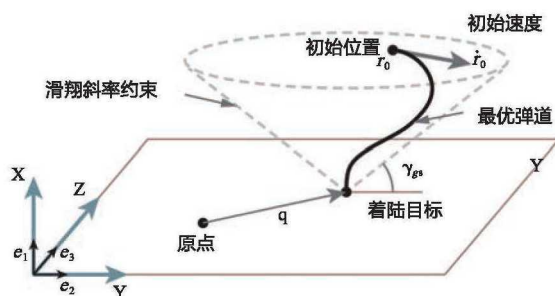 初始速度
初始位置
r₀
ṙ₀
滑翔斜率约束
最优弹道
X
Z
Y
γgs
着陆目标
q
原点
e₁
e₃
e₂
Y